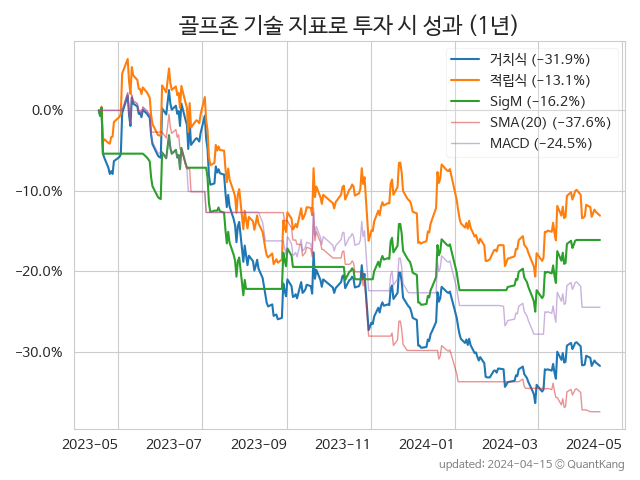 골프존 기술 지표로 투자 시 성과 (1년)
거치식 (−31.9%)
적립식 (−13.1%)
SigM (−16.2%)
SMA(20) (−37.6%)
MACD (−24.5%)
0.0%
−10.0%
−20.0%
−30.0%
2023-05 2023-07 2023-09 2023-11 2024-01 2024-03 2024-05
updated: 2024-04-15 © QuantKang